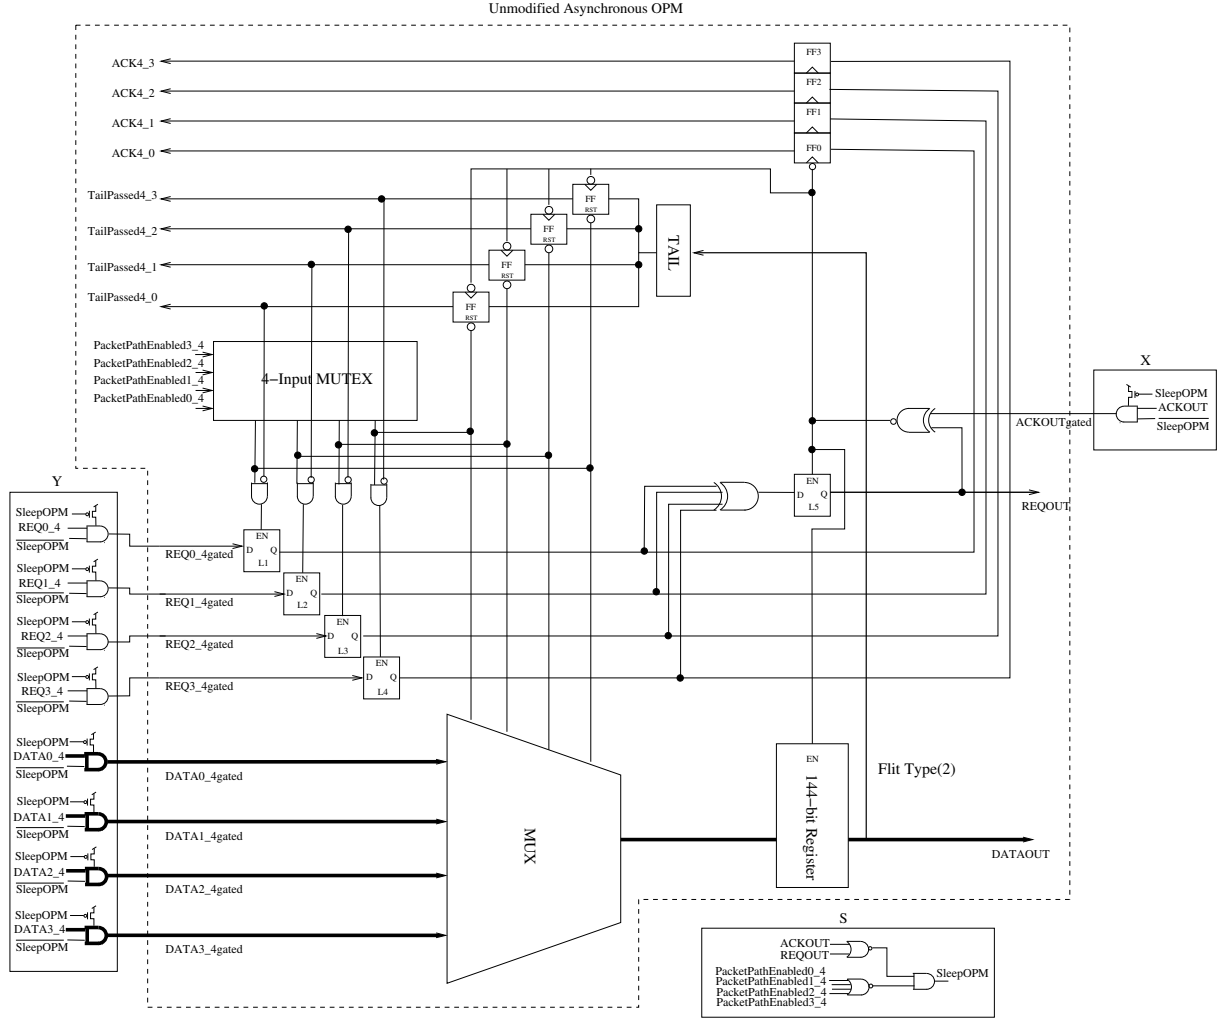 Unmodified Asynchronous OPM
ACK4_3
FF3
ACK4_2
FF2
ACK4_1
FF1
ACK4_0
FF0
TailPassed4_3
FF
RST
TailPassed4_2
FF
RST
TAIL
TailPassed4_1
FF
RST
TailPassed4_0
FF
RST
PacketPathEnabled3_4
PacketPathEnabled2_4
PacketPathEnabled1_4
PacketPathEnabled0_4
4-Input MUTEX
X
SleepOPM
ACKOUT
SleepOPM
ACKOUTgated
EN
D Q
L5
REQOUT
Y
SleepOPM
REQ0_4
SleepOPM
REQ0_4gated
EN
D Q
L1
SleepOPM
REQ1_4
SleepOPM
REQ1_4gated
EN
D Q
L2
SleepOPM
REQ2_4
SleepOPM
REQ2_4gated
EN
D Q
L3
SleepOPM
REQ3_4
SleepOPM
REQ3_4gated
EN
D Q
L4
SleepOPM
DATA0_4
SleepOPM
DATA0_4gated
SleepOPM
DATA1_4
SleepOPM
DATA1_4gated
SleepOPM
DATA2_4
SleepOPM
DATA2_4gated
SleepOPM
DATA3_4
SleepOPM
DATA3_4gated
MUX
EN
144-bit Register
Flit Type(2)
DATAOUT
S
ACKOUT
REQOUT
PacketPathEnabled0_4
PacketPathEnabled1_4
PacketPathEnabled2_4
PacketPathEnabled3_4
SleepOPM